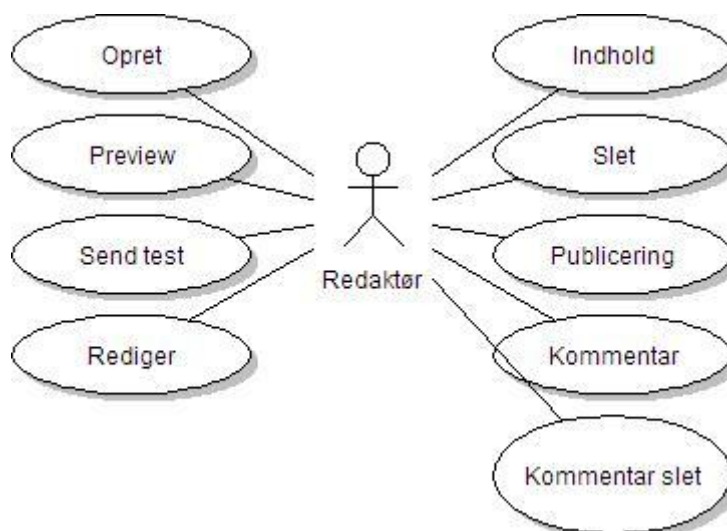 Opret
Indhold
Preview
Slet
Send test
Publicering
Redaktør
Rediger
Kommentar
Kommentar slet